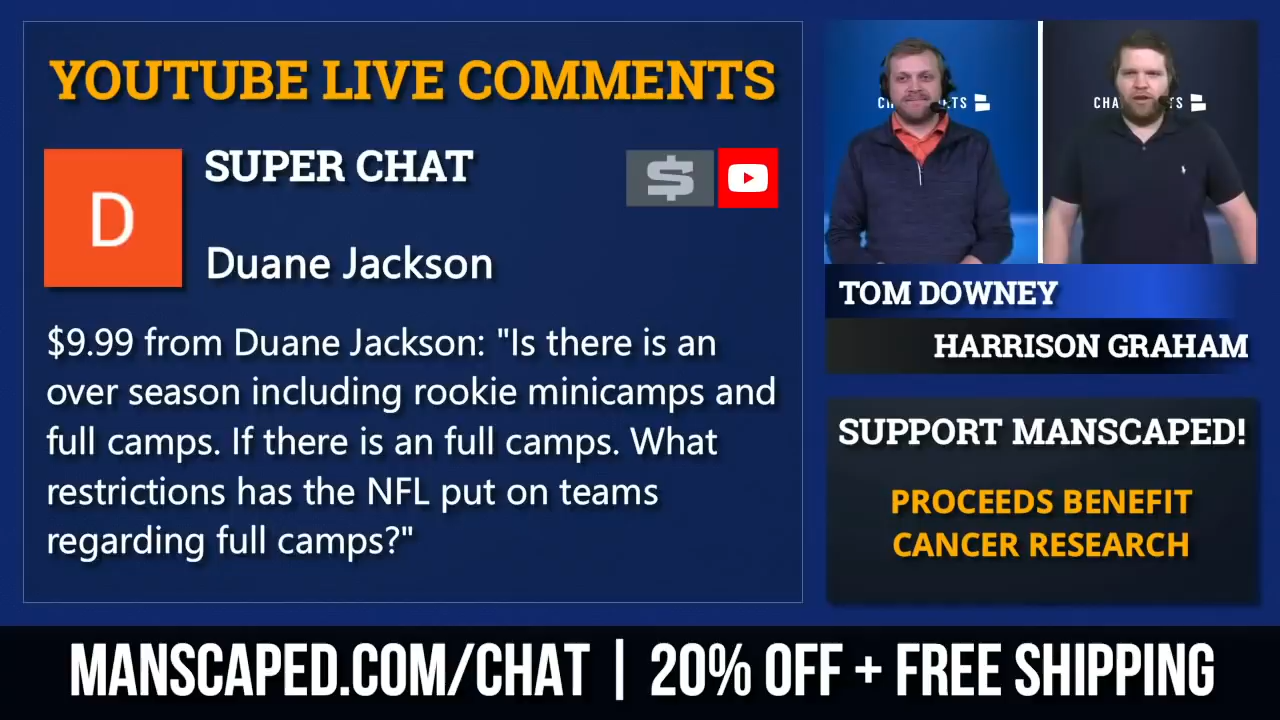 YOUTUBE LIVE COMMENTS
D
SUPER CHAT
$
Duane Jackson
$9.99 from Duane Jackson: "Is there is an
over season including rookie minicamps and
full camps. If there is an full camps. What
restrictions has the NFL put on teams
regarding full camps?"
TOM DOWNEY
HARRISON GRAHAM
SUPPORT MANSCAPED!
PROCEEDS BENEFIT
CANCER RESEARCH
MANSCAPED.COM/CHAT | 20% OFF + FREE SHIPPING